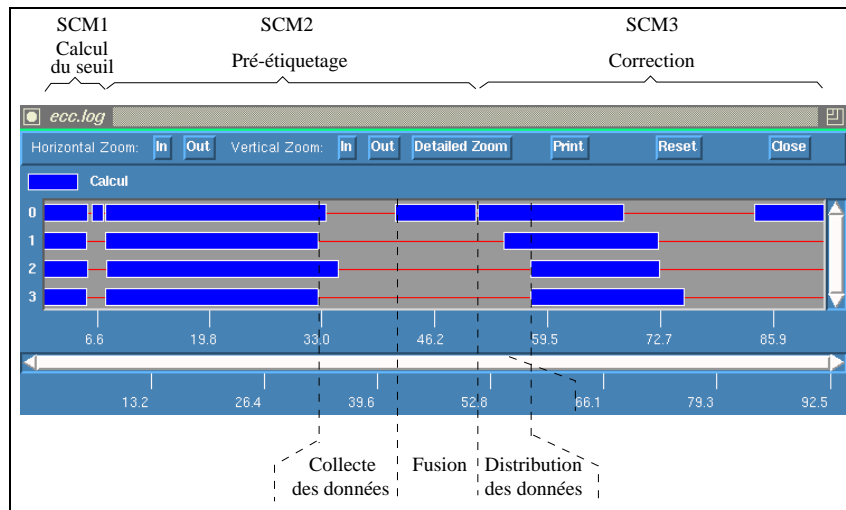 SCM1 SCM2 SCM3
Calcul
du seuil Pré-étiquetage Correction
ecc.log
Horizontal Zoom: In Out Vertical Zoom: In Out Detailed Zoom Print Reset Close
Calcul
0
1
2
3
6.6 19.8 33.0 46.2 59.5 72.7 85.9
13.2 26.4 39.6 52.8 66.1 79.3 92.5
Collecte Fusion Distribution
des données des données